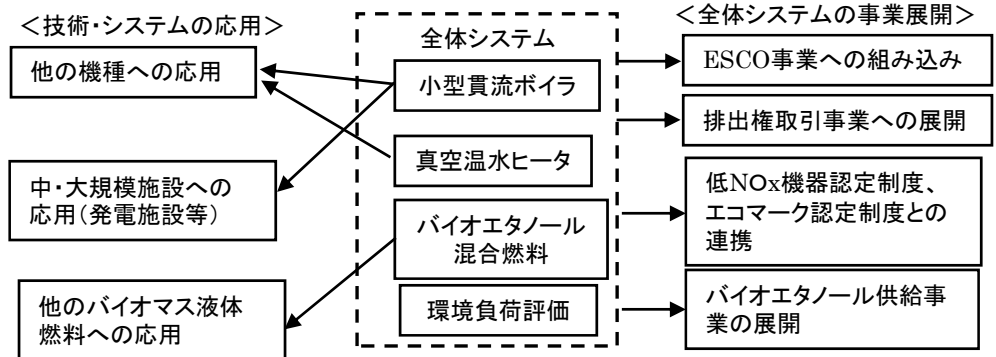 <技術・システムの応用>
他の機種への応用
中・大規模施設への
応用(発電施設等)
他のバイオマス液体
燃料への応用
全体システム
小型貫流ボイラ
真空温水ヒータ
バイオエタノール
混合燃料
環境負荷評価
<全体システムの事業展開>
ESCO事業への組み込み
排出権取引事業への展開
低NOx機器認定制度、
エコマーク認定制度との
連携
バイオエタノール供給事
業の展開